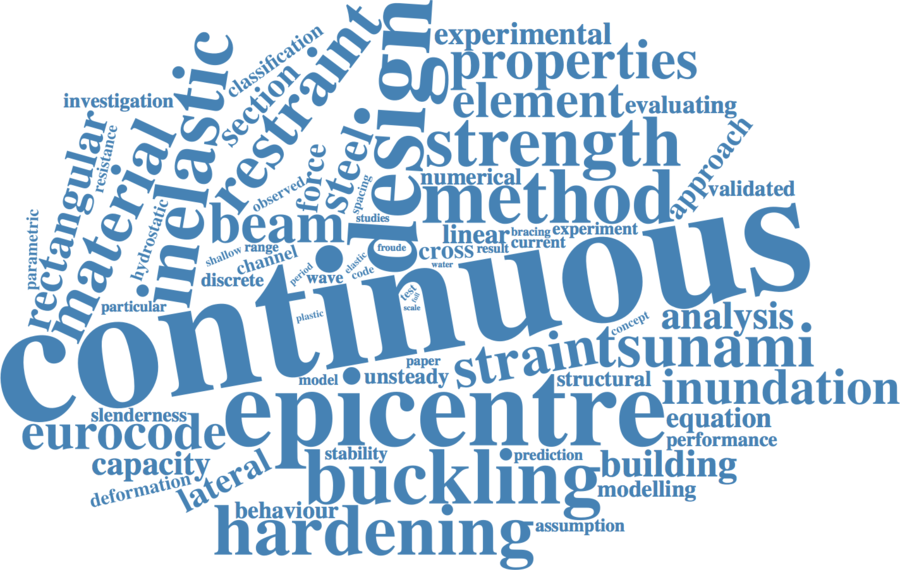 experimental
classification
restraint
design
properties
inelastic
section
investigation
element
evaluating
rectangular
resistance
material
force
steel
strength
approach
observed
spacing
numerical
method
validated
parametric
hydrostatic
beam
studies
linear
bracing
experiment
shallow
range
channel
froude
cross
result
current
discrete
period
wave
elastic
code
water
continuous
particular
plastic
test
full
scale
concept
analysis
paper
strain
tsunami
model
unsteady
structural
inundation
slenderness
epicentre
equation
eurocode
performance
capacity
stability
prediction
building
deformation
lateral
buckling
modelling
behaviour
hardening
assumption